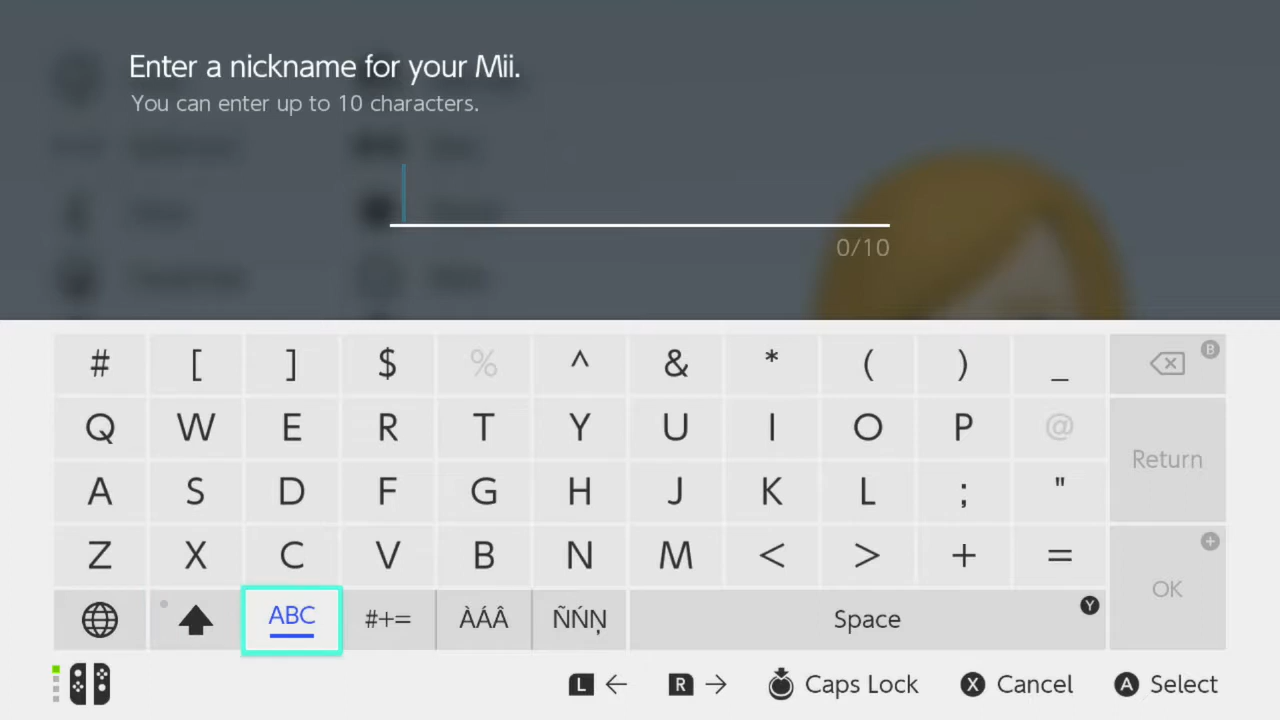 Enter a nickname for your Mii.
You can enter up to 10 characters.
0/10
# [ ] $ % ^ & * ( ) _ B
Q W E R T Y U I O P @
Return
A S D F G H J K L ; "
Z X C V B N M < > + = +
OK
ABC #+= ÀÁÂ ÑŃŅ Space Y
L ← R → Caps Lock X Cancel A Select